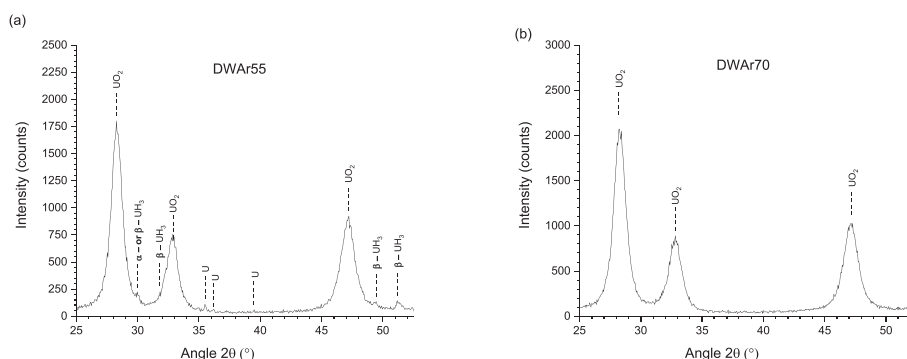 (a)
DWAr55
Intensity (counts)
2500
2250
2000
1750
1500
1250
1000
750
500
250
0
UO₂
α or β - UH₃
β - UH₃
UO₂
U
U
U
UO₂
β - UH₃
β - UH₃
25 30 35 40 45 50
Angle 2θ (°)
(b)
DWAr70
Intensity (counts)
3000
2500
2000
1500
1000
500
0
UO₂
UO₂
UO₂
25 30 35 40 45 50
Angle 2θ (°)